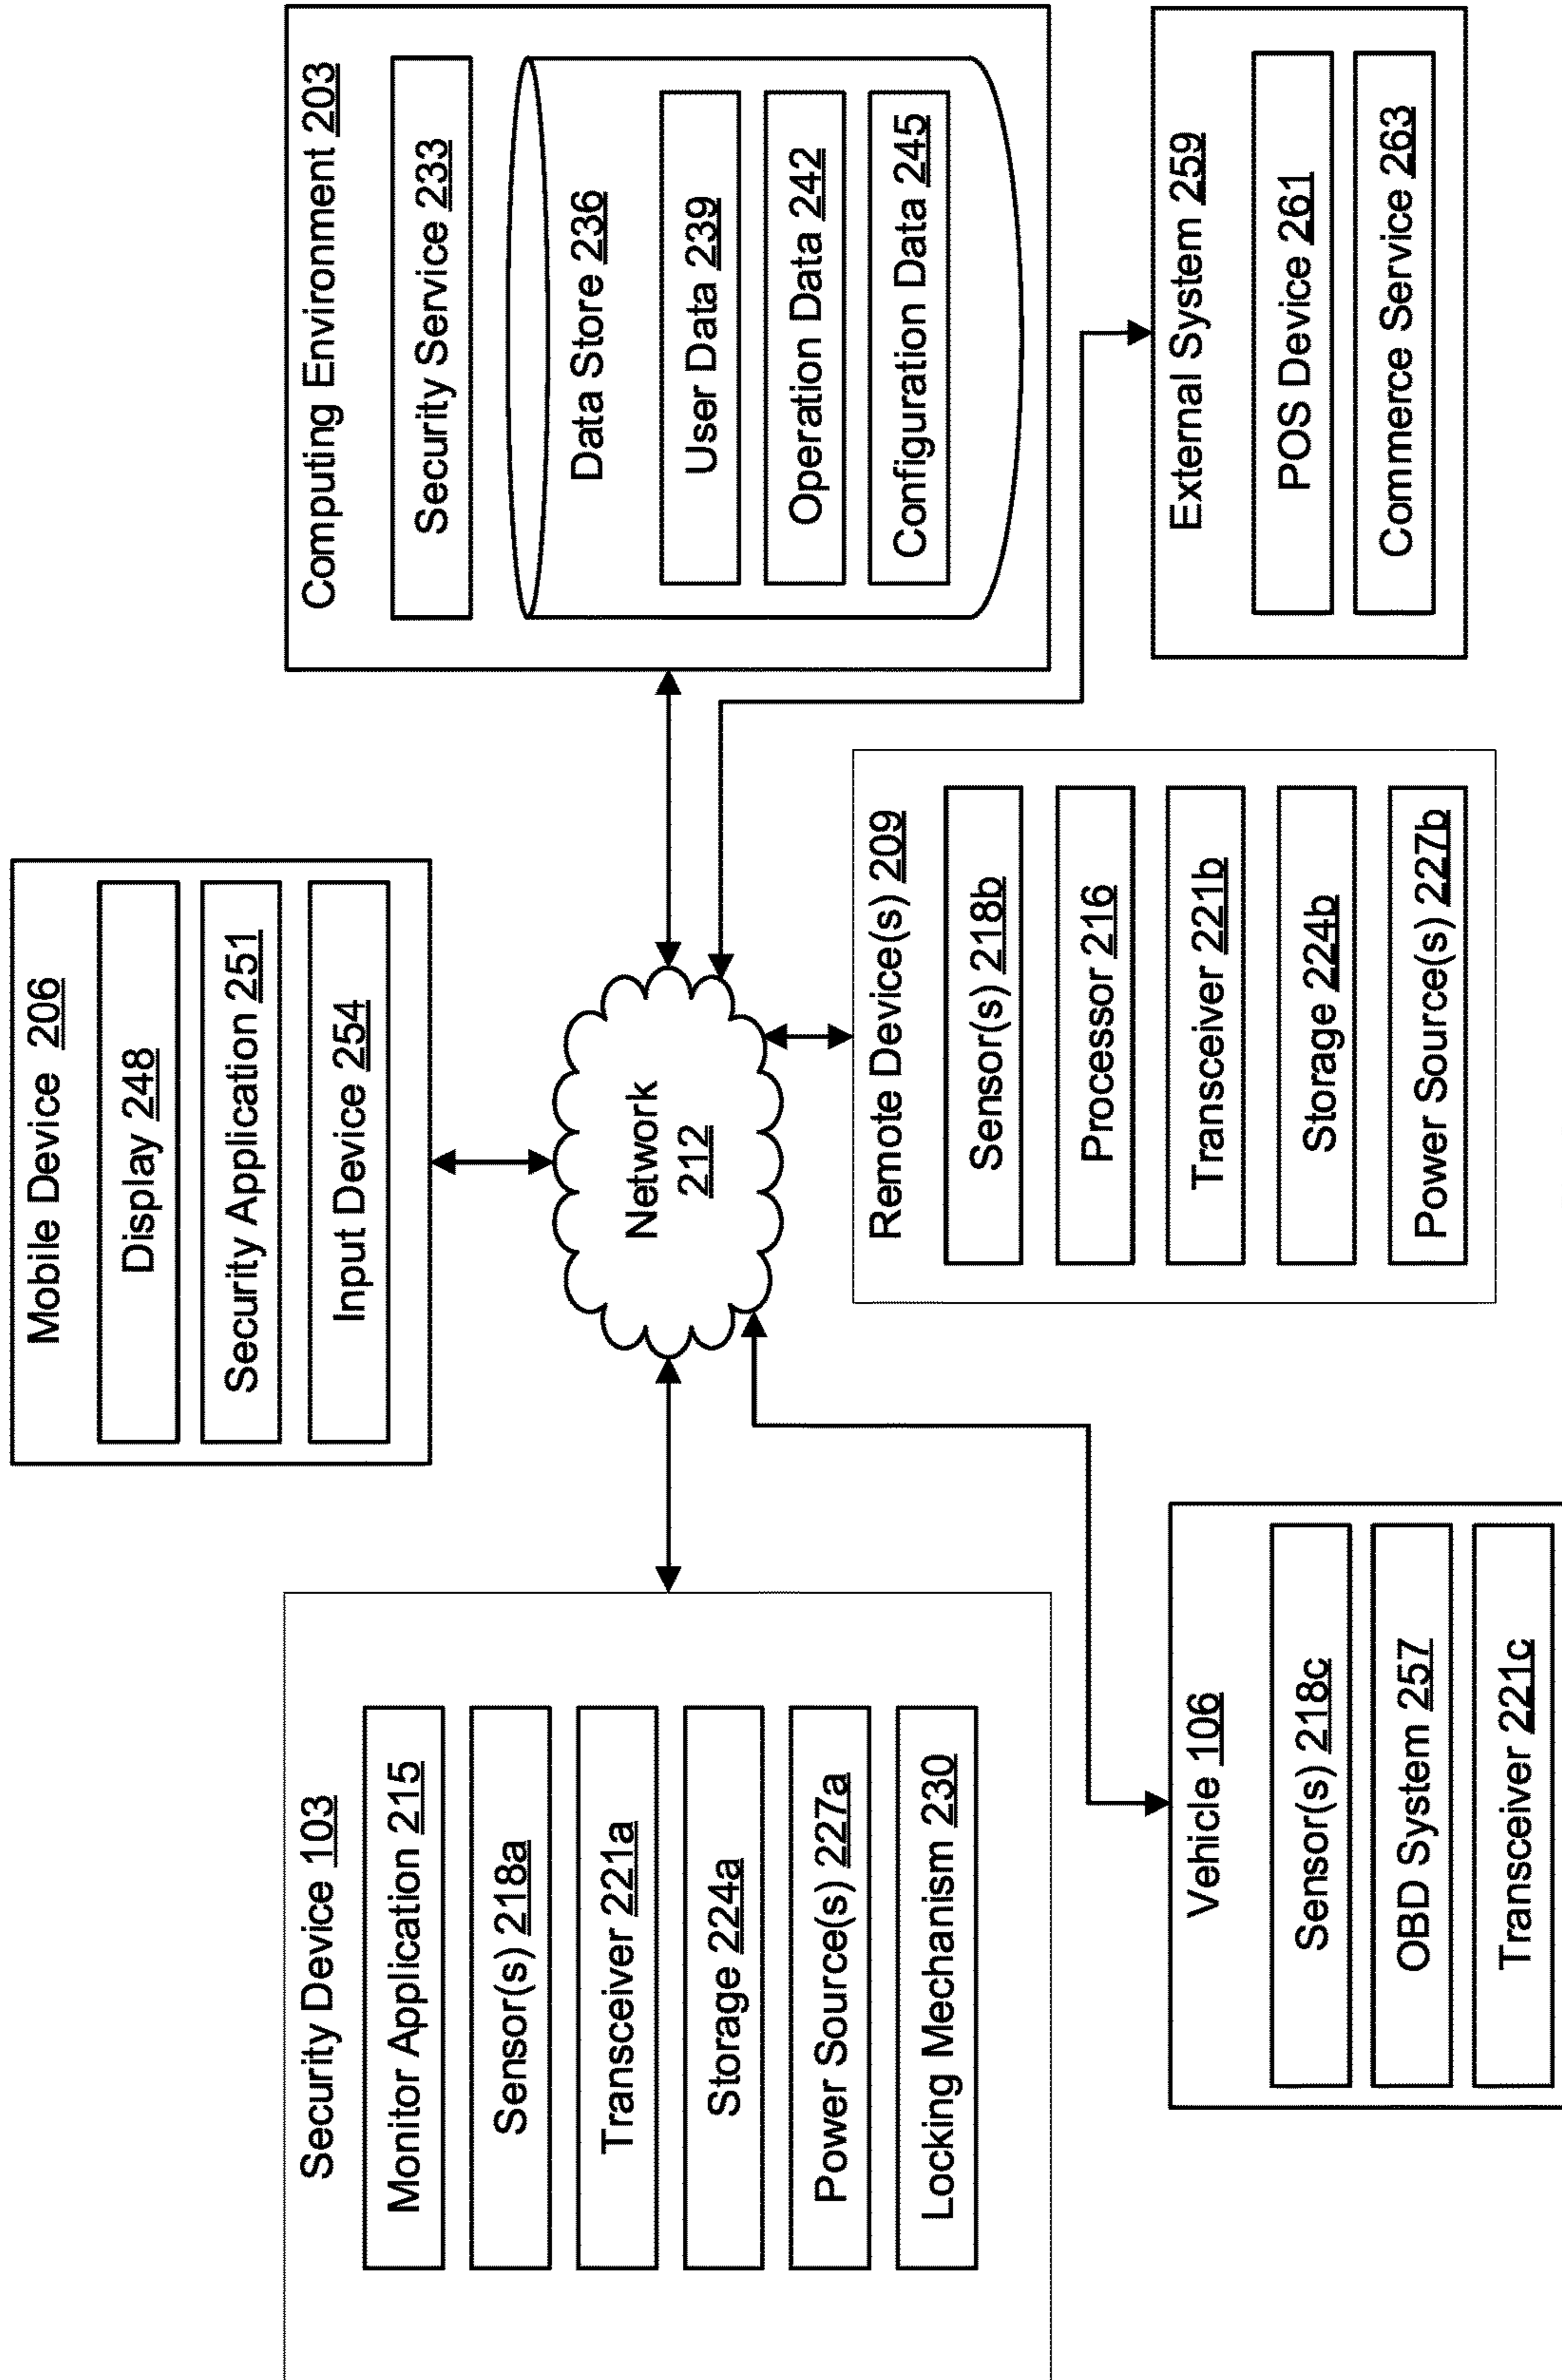 Mobile Device 206
Display 248
Security Application 251
Input Device 254
Security Device 103
Monitor Application 215
Sensor(s) 218a
Transceiver 221a
Storage 224a
Power Source(s) 227a
Locking Mechanism 230
Network
212
Computing Environment 203
Security Service 233
Data Store 236
User Data 239
Operation Data 242
Configuration Data 245
Vehicle 106
Sensor(s) 218c
OBD System 257
Transceiver 221c
Remote Device(s) 209
Sensor(s) 218b
Processor 216
Transceiver 221b
Storage 224b
Power Source(s) 227b
External System 259
POS Device 261
Commerce Service 263